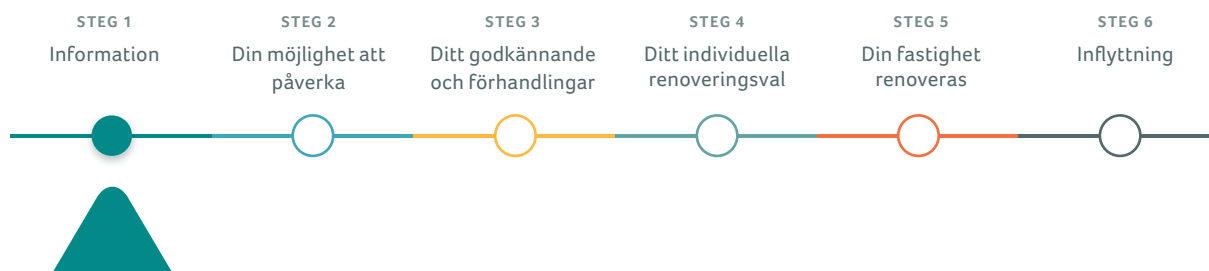 STEG 1
Information
STEG 2
Din möjlighet att
påverka
STEG 3
Ditt godkännande
och förhandlingar
STEG 4
Ditt individuella
renoveringsval
STEG 5
Din fastighet
renoveras
STEG 6
Inflyttning